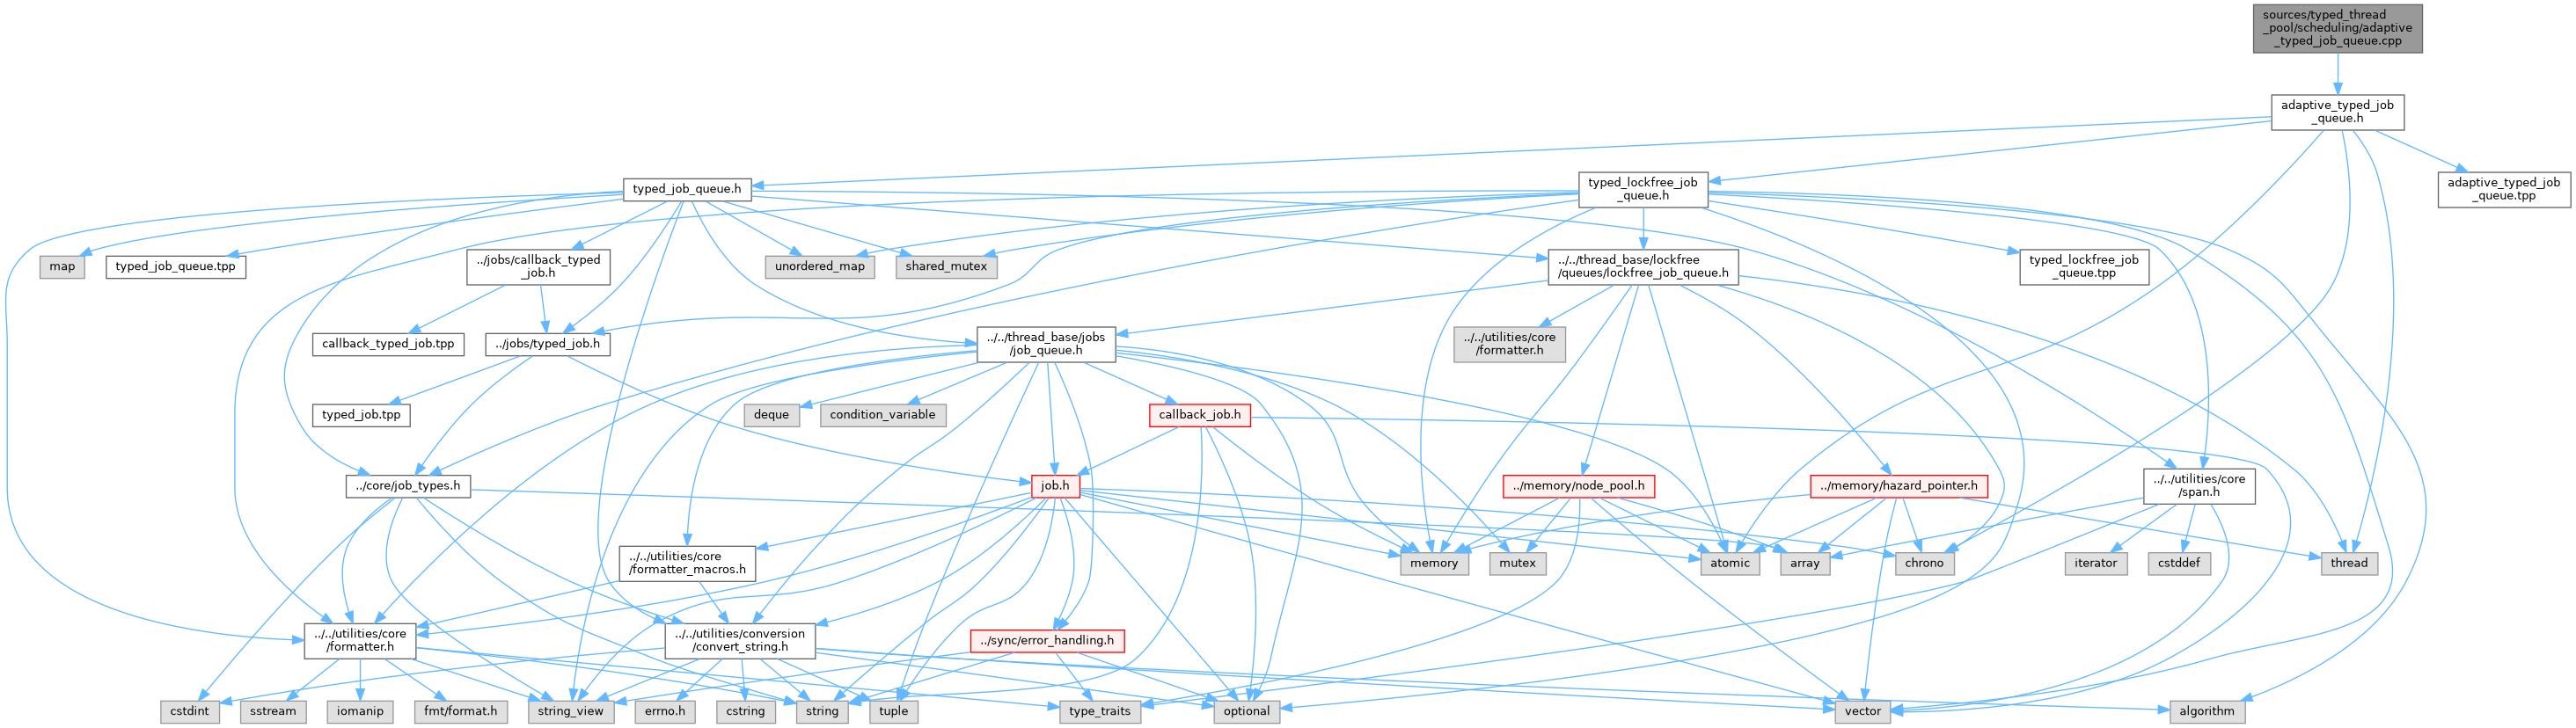 sources/typed_thread
_pool/scheduling/adaptive
_typed_job_queue.cpp
adaptive_typed_job
_queue.h
typed_job_queue.h
typed_lockfree_job
_queue.h
adaptive_typed_job
_queue.tpp
map
typed_job_queue.tpp
../jobs/callback_typed
_job.h
unordered_map
shared_mutex
../../thread_base/lockfree
/queues/lockfree_job_queue.h
typed_lockfree_job
_queue.tpp
callback_typed_job.tpp
../jobs/typed_job.h
../../thread_base/jobs
/job_queue.h
../../utilities/core
/formatter.h
typed_job.tpp
deque
condition_variable
callback_job.h
../core/job_types.h
job.h
../memory/node_pool.h
../memory/hazard_pointer.h
../../utilities/core
/span.h
../../utilities/core
/formatter_macros.h
memory
mutex
atomic
array
chrono
iterator
cstddef
thread
../../utilities/core
/formatter.h
../../utilities/conversion
/convert_string.h
../sync/error_handling.h
cstdint
sstream
iomanip
fmt/format.h
string_view
errno.h
cstring
string
tuple
type_traits
optional
vector
algorithm